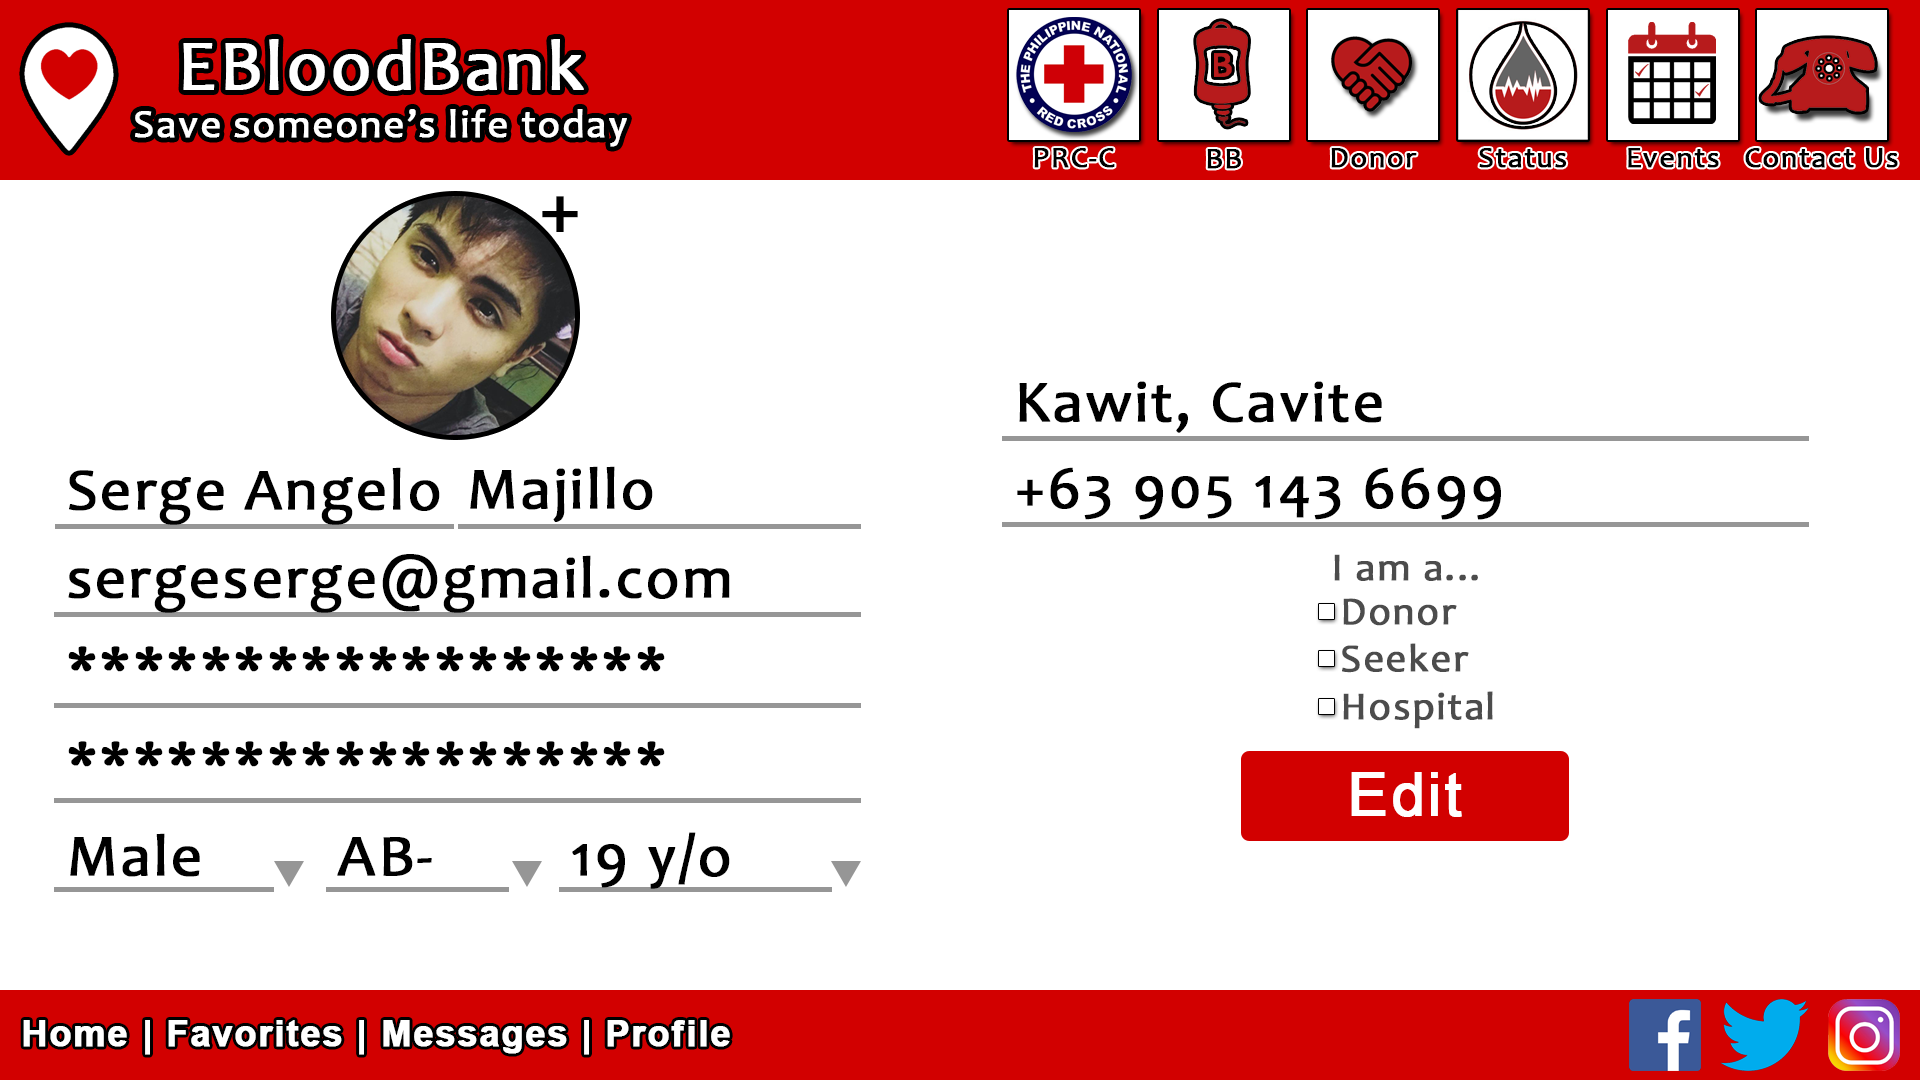 EBloodBank
Save someone’s life today
THE PHILIPPINE NATIONAL
RED CROSS
B
PRC-C
BB
Donor
Status
Events
Contact Us
+
Serge Angelo Majillo
sergeserge@gmail.com
******************
******************
Male
AB-
19 y/o
Kawit, Cavite
+63 905 143 6699
I am a...
Donor
Seeker
Hospital
Edit
Home | Favorites | Messages | Profile